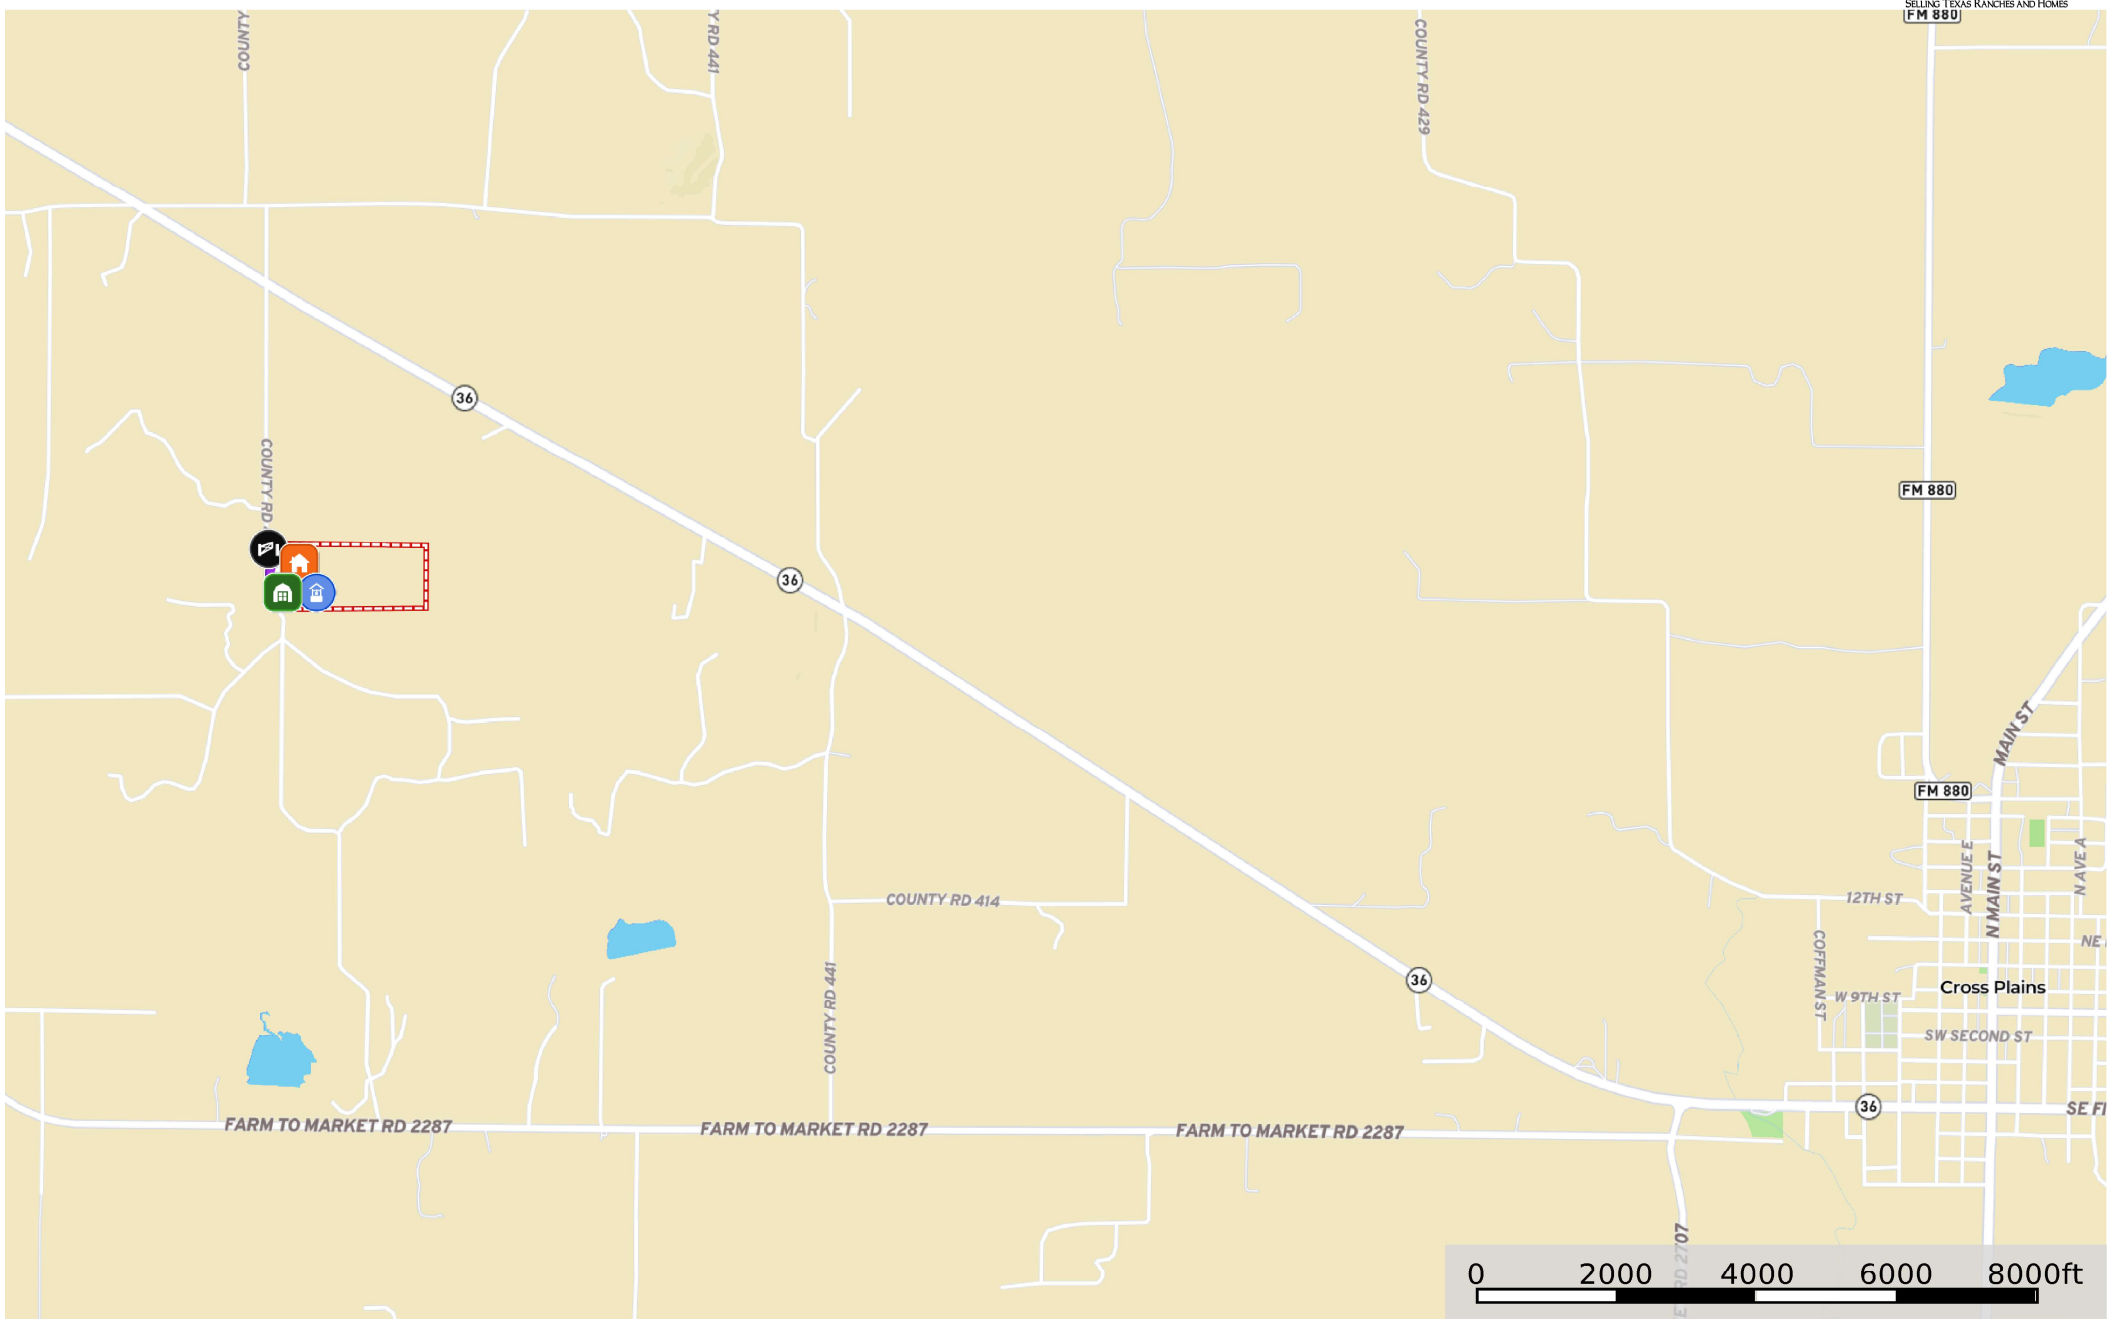 SELLING TEXAS RANCHES AND HOMES
FM 880
COUNTY
Y RD 441
COUNTY RD 429
36
COUNTY RD
FM 880
36
MAIN ST
FM 880
AVENUE E
N MAIN ST
N AVE A
COUNTY RD 414
12TH ST
COFFMAN ST
NE
36
Cross Plains
W 9TH ST
COUNTY RD 441
SW SECOND ST
36
SE FI
FARM TO MARKET RD 2287
FARM TO MARKET RD 2287
FARM TO MARKET RD 2287
E RD 2707
0 2000 4000 6000 8000ft